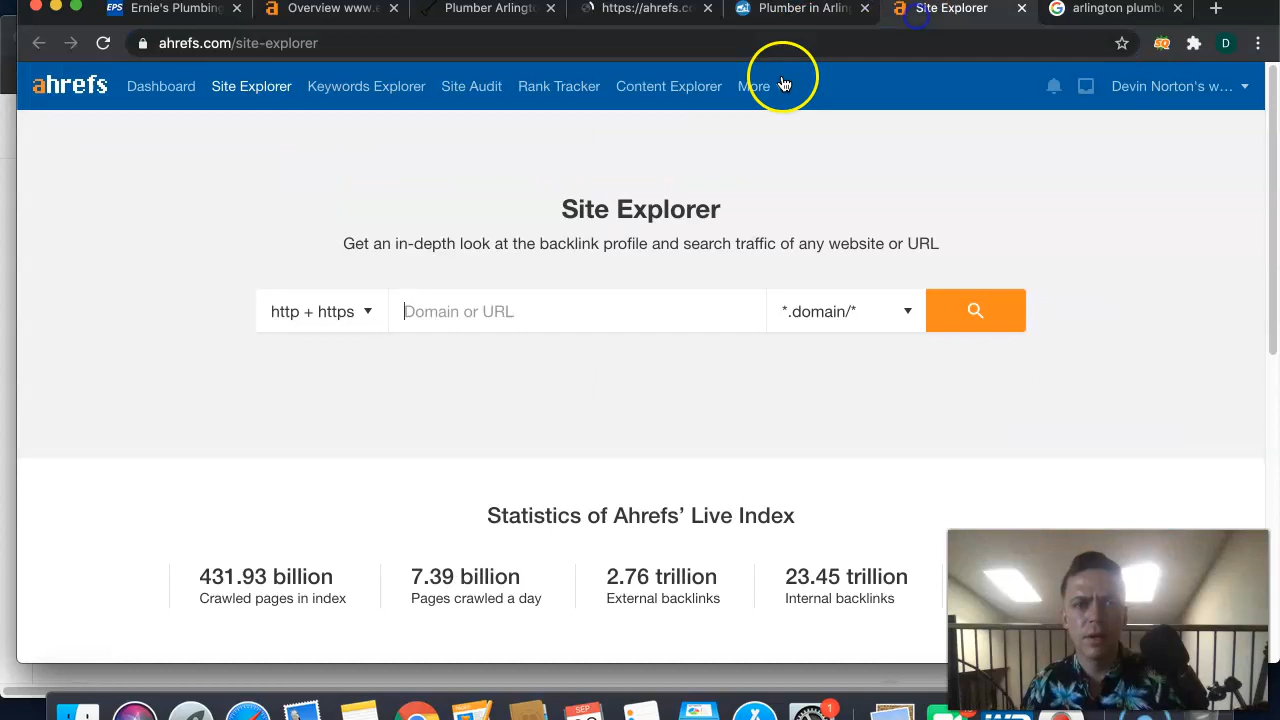 Ernie's Plumbing
Overview www.e
Plumber Arlingt
https://ahrefs.co
Plumber in Arlin
Site Explorer
arlington plumbe
ahrefs.com/site-explorer
D
ahrefs
Dashboard
Site Explorer
Keywords Explorer
Site Audit
Rank Tracker
Content Explorer
More
Devin Norton's w...
Site Explorer
Get an in-depth look at the backlink profile and search traffic of any website or URL
http + https
Domain or URL
*.domain/*
Statistics of Ahrefs' Live Index
431.93 billion
Crawled pages in index
7.39 billion
Pages crawled a day
2.76 trillion
External backlinks
23.45 trillion
Internal backlinks
SEP
1